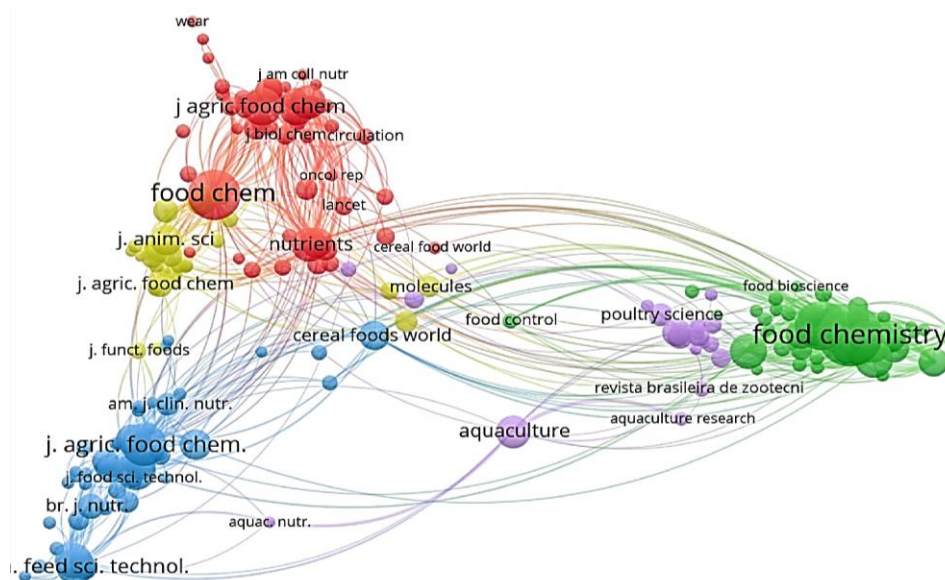 wear
j am coll nutr
j agric food chem
j biol chem
circulation
oncol rep
food chem
lancet
j. anim. sci
nutrients
cereal food world
j. agric. food chem
molecules
food bioscience
poultry science
food control
food chemistry
cereal foods world
j. funct. foods
revista brasileira de zootecni
am. j. clin. nutr.
aquaculture research
aquaculture
j. agric. food chem.
j. food sci. technol.
br. j. nutr.
aquac. nutr.
. feed sci. technol.